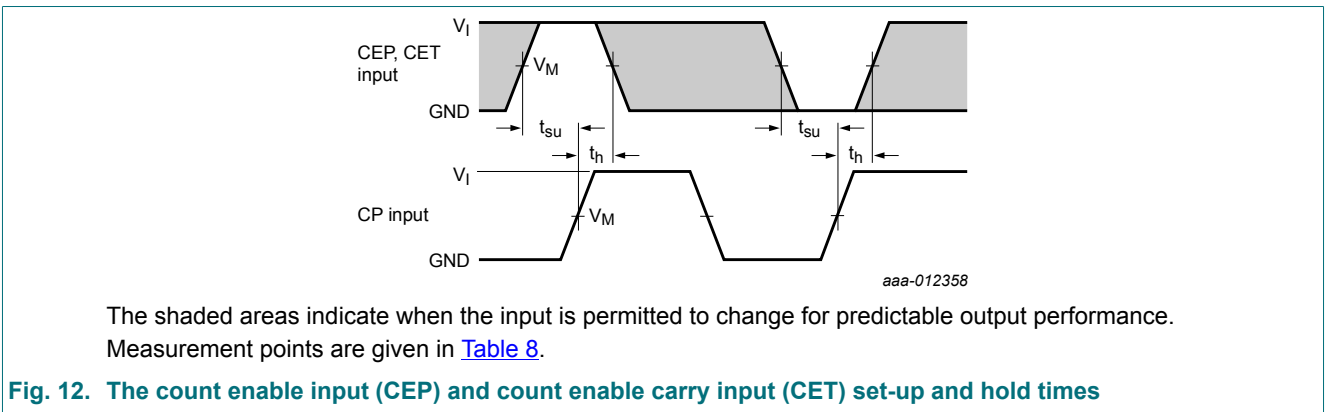 V_I
CEP, CET
input
V_M
GND
t_su
t_su
t_h
t_h
V_I
CP input
V_M
GND
aaa-012358
The shaded areas indicate when the input is permitted to change for predictable output performance.
Measurement points are given in Table 8.
Fig. 12. The count enable input (CEP) and count enable carry input (CET) set-up and hold times